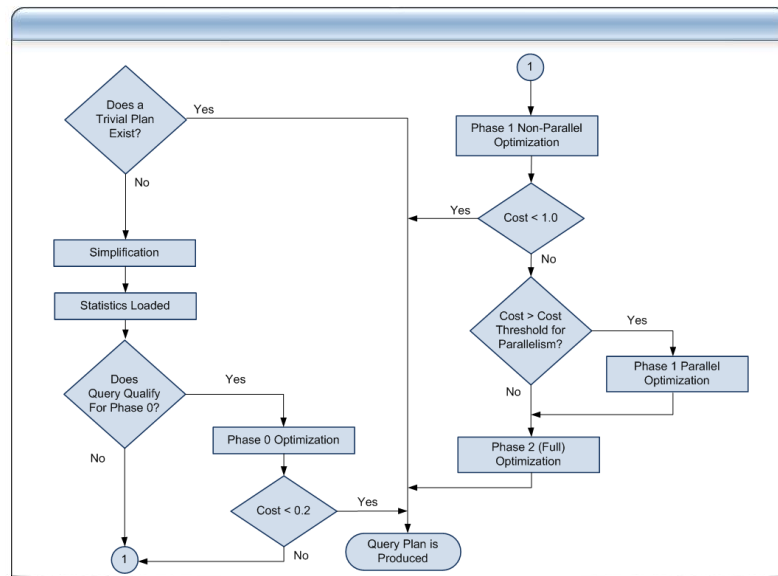 Does a
Trivial Plan
Exist?
Yes
No
Simplification
Statistics Loaded
Does
Query Qualify
For Phase 0?
Yes
No
Phase 0 Optimization
Cost < 0.2
Yes
No
1
1
Phase 1 Non-Parallel
Optimization
Cost < 1.0
Yes
No
Cost > Cost
Threshold for
Parallelism?
Yes
No
Phase 1 Parallel
Optimization
Phase 2 (Full)
Optimization
Query Plan is
Produced